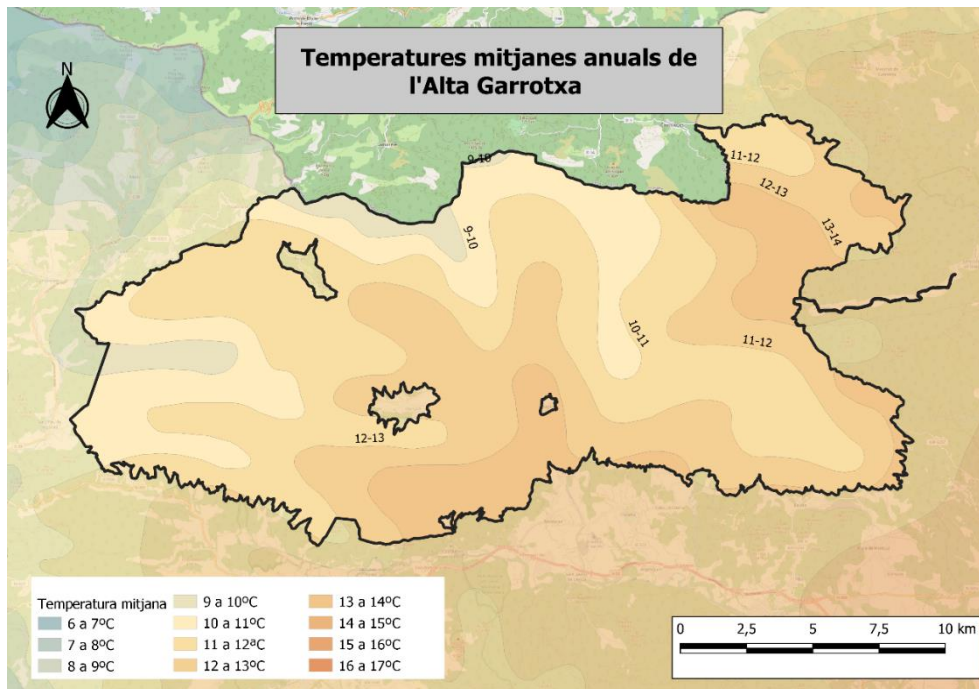 Temperatures mitjanes anuals de
l'Alta Garrotxa
N
9-10
11-12
12-13
13-14
9-10
10-11
11-12
12-13
Temperatura mitjana
6 a 7ºC
7 a 8ºC
8 a 9ºC
9 a 10ºC
10 a 11ºC
11 a 12ªC
12 a 13ºC
13 a 14ºC
14 a 15ºC
15 a 16ºC
16 a 17ºC
0 2,5 5 7,5 10 km